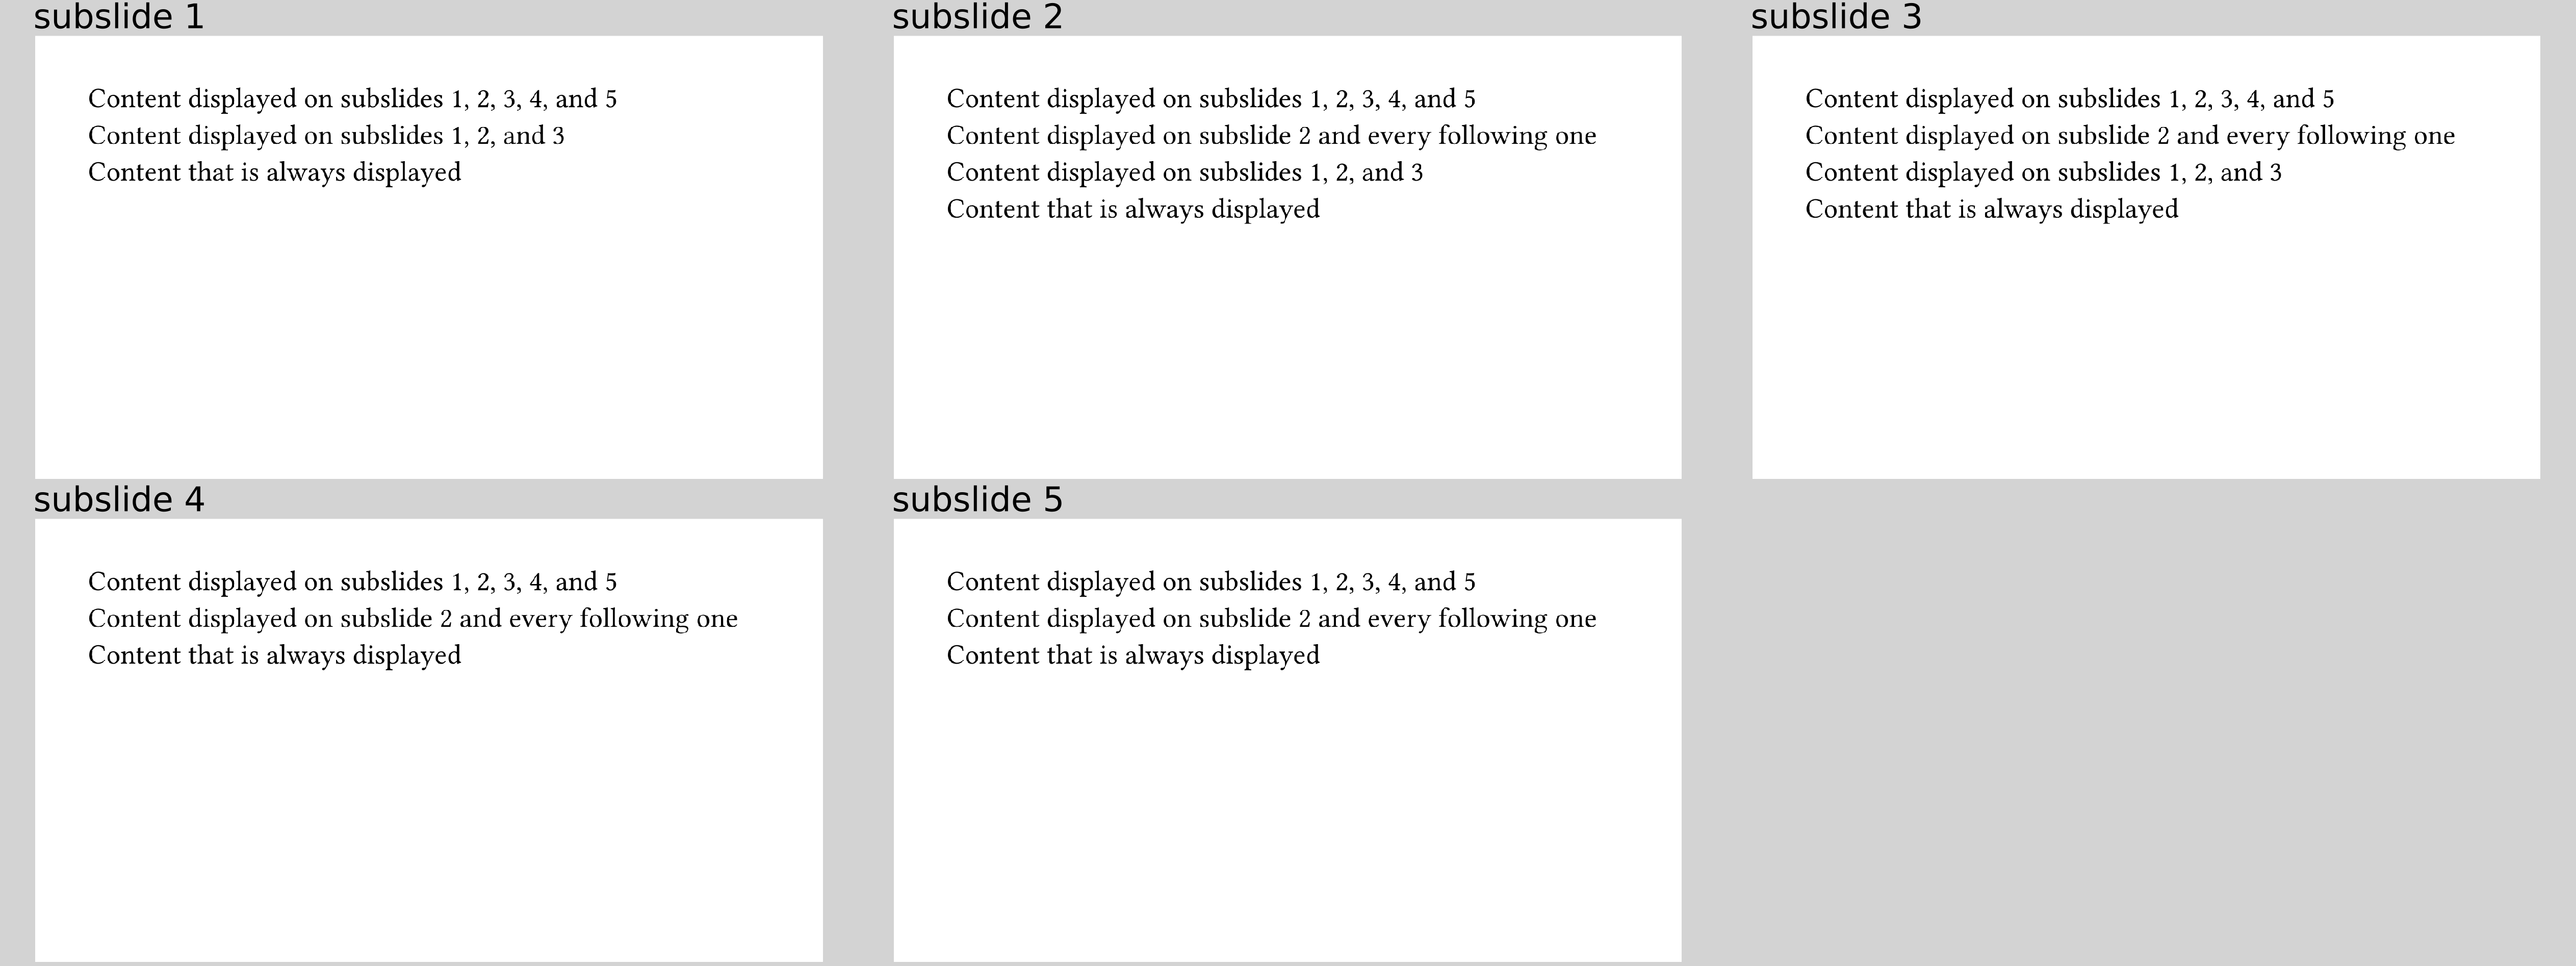 subslide 1
Content displayed on subslides 1, 2, 3, 4, and 5
Content displayed on subslides 1, 2, and 3
Content that is always displayed
subslide 2
Content displayed on subslides 1, 2, 3, 4, and 5
Content displayed on subslide 2 and every following one
Content displayed on subslides 1, 2, and 3
Content that is always displayed
subslide 3
Content displayed on subslides 1, 2, 3, 4, and 5
Content displayed on subslide 2 and every following one
Content displayed on subslides 1, 2, and 3
Content that is always displayed
subslide 4
Content displayed on subslides 1, 2, 3, 4, and 5
Content displayed on subslide 2 and every following one
Content that is always displayed
subslide 5
Content displayed on subslides 1, 2, 3, 4, and 5
Content displayed on subslide 2 and every following one
Content that is always displayed